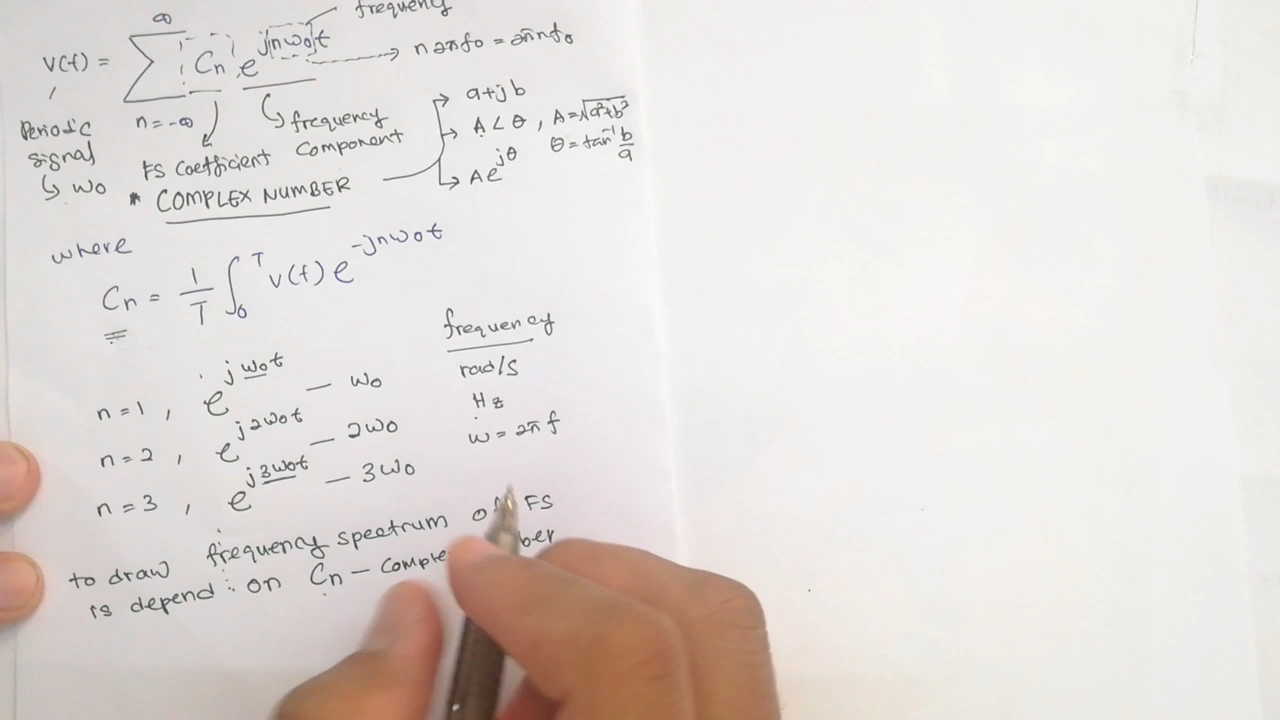 frequency
∞
v(t) = ∑ Cn e^jnω0t → n2πf0 = 2πnf0
n=-∞
Periodic signal
↳ ω0
FS coefficient
frequency component
* COMPLEX NUMBER
→ a+jb
→ A∠θ , A=√a²+b²
θ = tan⁻¹ b/a
→ Ae^jθ
where
Cn = 1/T ∫₀^T v(t) e^-jnω0t
n=1 , e^jω0t — ω0
n=2 , e^j2ω0t — 2ω0
n=3 , e^j3ω0t — 3ω0
frequency
rad/s
Hz
ω = 2πf
to draw frequency spectrum of FS
is depend : on Cn –